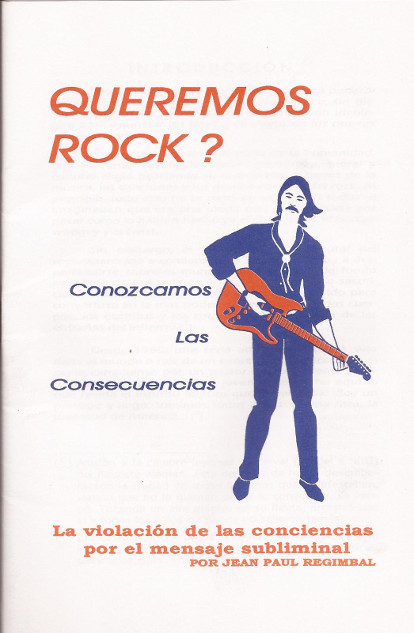 QUEREMOS
ROCK ?
Conozcamos
Las
Consecuencias
La violación de las conciencias
por el mensaje subliminal
POR JEAN PAUL REGIMBAL